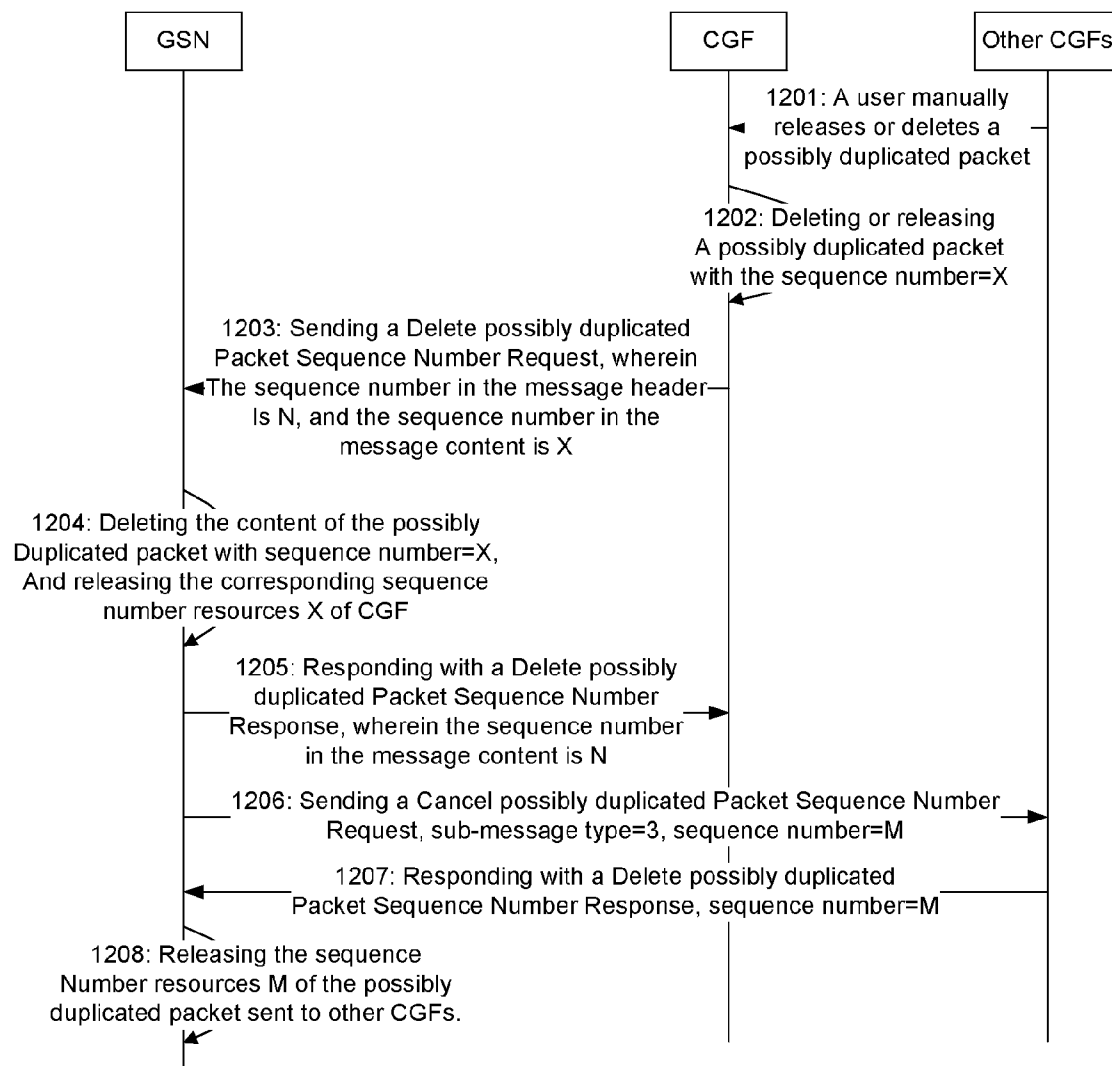 GSN
CGF
Other CGFs
1201: A user manually
releases or deletes a
possibly duplicated packet
1202: Deleting or releasing
A possibly duplicated packet
with the sequence number=X
1203: Sending a Delete possibly duplicated
Packet Sequence Number Request, wherein
The sequence number in the message header
Is N, and the sequence number in the
message content is X
1204: Deleting the content of the possibly
Duplicated packet with sequence number=X,
And releasing the corresponding sequence
number resources X of CGF
1205: Responding with a Delete possibly
duplicated Packet Sequence Number
Response, wherein the sequence number
in the message content is N
1206: Sending a Cancel possibly duplicated Packet Sequence Number
Request, sub-message type=3, sequence number=M
1207: Responding with a Delete possibly duplicated
Packet Sequence Number Response, sequence number=M
1208: Releasing the sequence
Number resources M of the possibly
duplicated packet sent to other CGFs.